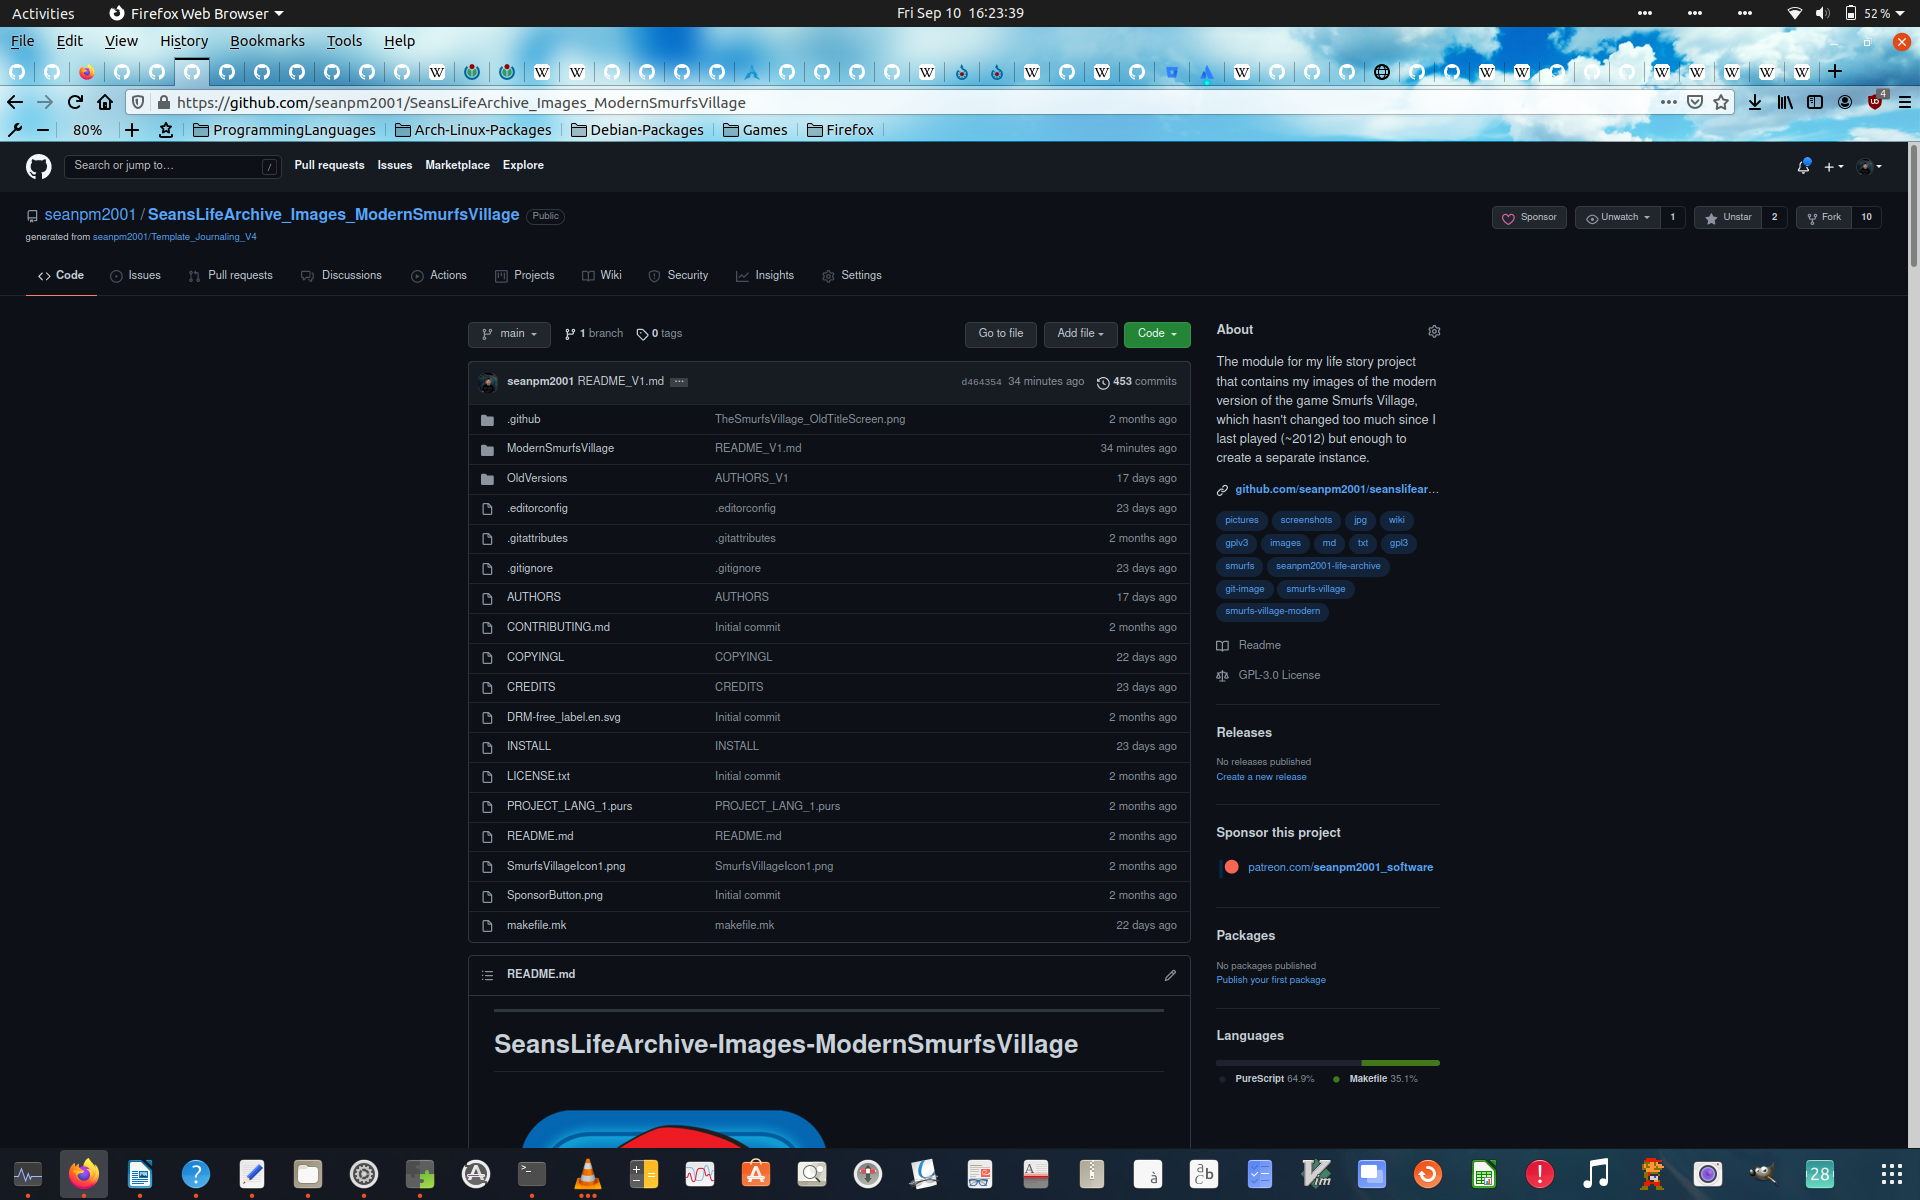 Activities Firefox Web Browser Fri Sep 10 16:23:39 52 %
File Edit View History Bookmarks Tools Help
https://github.com/seanpm2001/SeansLifeArchive_Images_ModernSmurfsVillage 4
80% ProgrammingLanguages Arch-Linux-Packages Debian-Packages Games Firefox
Search or jump to… / Pull requests Issues Marketplace Explore
seanpm2001 / SeansLifeArchive_Images_ModernSmurfsVillage Public Sponsor Unwatch 1 Unstar 2 Fork 10
generated from seanpm2001/Template_Journaling_V4
Code Issues Pull requests Discussions Actions Projects Wiki Security Insights Settings
main 1 branch 0 tags Go to file Add file Code
seanpm2001 README_V1.md d464354 34 minutes ago 453 commits
.github TheSmurfsVillage_OldTitleScreen.png 2 months ago
ModernSmurfsVillage README_V1.md 34 minutes ago
OldVersions AUTHORS_V1 17 days ago
.editorconfig .editorconfig 23 days ago
.gitattributes .gitattributes 2 months ago
.gitignore .gitignore 23 days ago
AUTHORS AUTHORS 17 days ago
CONTRIBUTING.md Initial commit 2 months ago
COPYINGL COPYINGL 22 days ago
CREDITS CREDITS 23 days ago
DRM-free_label.en.svg Initial commit 2 months ago
INSTALL INSTALL 23 days ago
LICENSE.txt Initial commit 2 months ago
PROJECT_LANG_1.purs PROJECT_LANG_1.purs 2 months ago
README.md README.md 2 months ago
SmurfsVillageIcon1.png SmurfsVillageIcon1.png 2 months ago
SponsorButton.png Initial commit 2 months ago
makefile.mk makefile.mk 22 days ago
README.md
SeansLifeArchive-Images-ModernSmurfsVillage
About
The module for my life story project
that contains my images of the modern
version of the game Smurfs Village,
which hasn't changed too much since I
last played (~2012) but enough to
create a separate instance.
github.com/seanpm2001/seanslifear…
pictures screenshots jpg wiki
gplv3 images md txt gpl3
smurfs seanpm2001-life-archive
git-image smurfs-village
smurfs-village-modern
Readme
GPL-3.0 License
Releases
No releases published
Create a new release
Sponsor this project
patreon.com/seanpm2001_software
Packages
No packages published
Publish your first package
Languages
PureScript 64.9% Makefile 35.1%
28